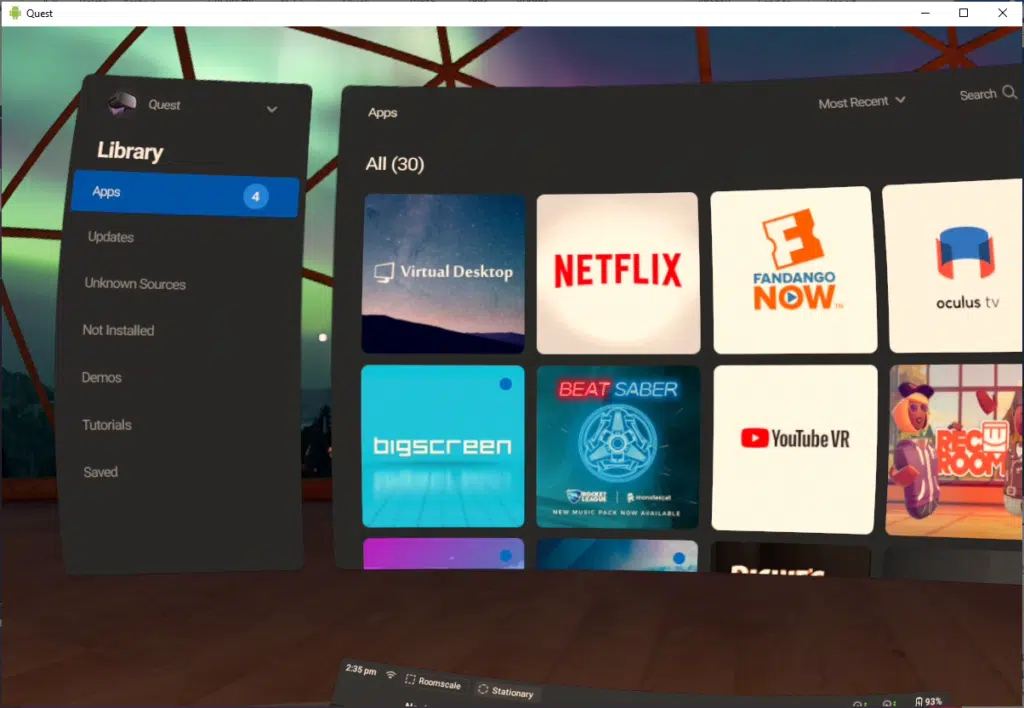 Quest
Quest
Library
Apps
4
Updates
Unknown Sources
Not Installed
Demos
Tutorials
Saved
Apps
Most Recent
Search
All (30)
Virtual Desktop
NETFLIX
FANDANGO
NOW
TM
oculus tv
bigscreen
BEAT SABER
ROCKET
LEAGUE
monstercat
NEW MUSIC PACK NOW AVAILABLE
YouTube VR
REC
ROOM
2:35 pm
Roomscale
Stationary
93%